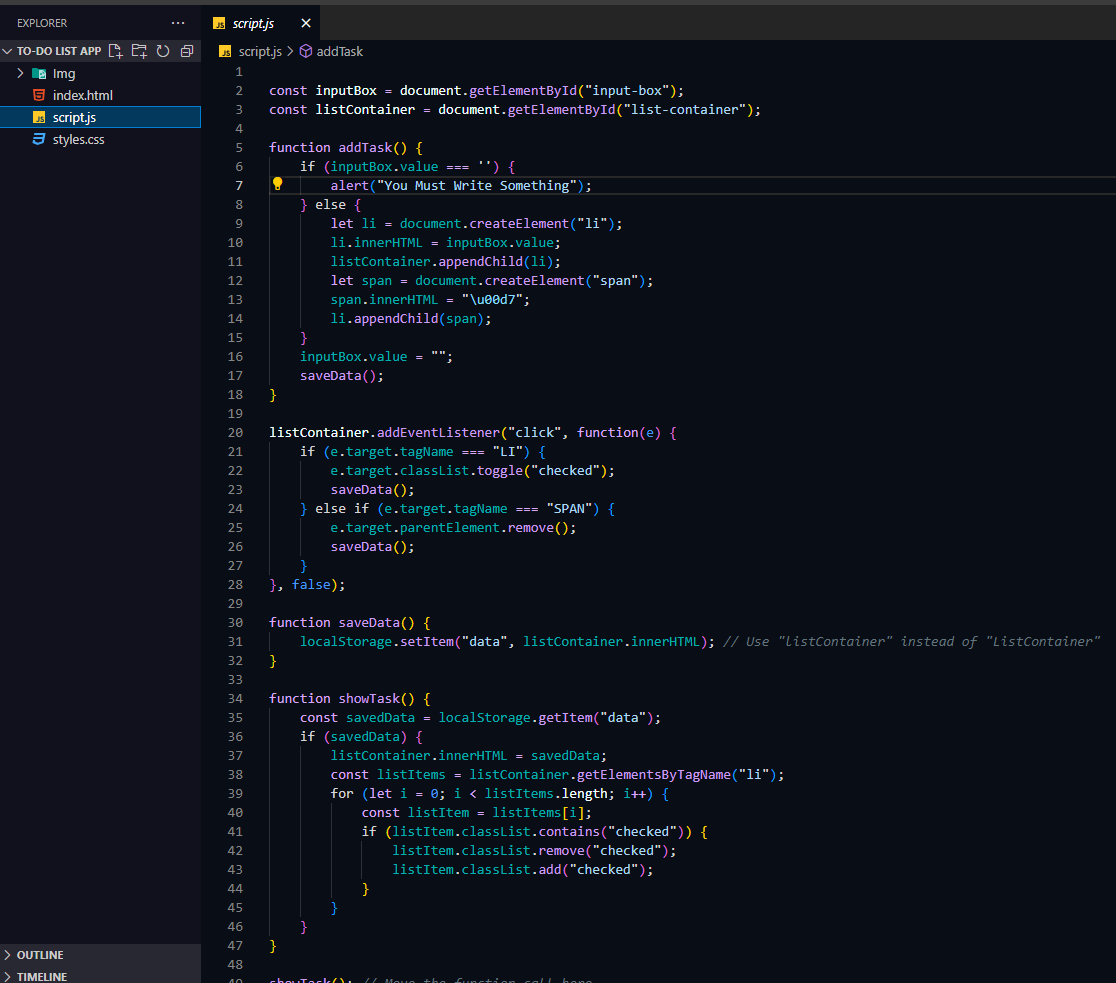 EXPLORER
TO-DO LIST APP
Img
index.html
JS script.js
styles.css
OUTLINE
TIMELINE
JS script.js
JS script.js > addTask
1
2 const inputBox = document.getElementById("input-box");
3 const listContainer = document.getElementById("list-container");
4
5 function addTask() {
6 if (inputBox.value === '') {
7 alert("You Must Write Something");
8 } else {
9 let li = document.createElement("li");
10 li.innerHTML = inputBox.value;
11 listContainer.appendChild(li);
12 let span = document.createElement("span");
13 span.innerHTML = "\u00d7";
14 li.appendChild(span);
15 }
16 inputBox.value = "";
17 saveData();
18 }
19
20 listContainer.addEventListener("click", function(e) {
21 if (e.target.tagName === "LI") {
22 e.target.classList.toggle("checked");
23 saveData();
24 } else if (e.target.tagName === "SPAN") {
25 e.target.parentElement.remove();
26 saveData();
27 }
28 }, false);
29
30 function saveData() {
31 localStorage.setItem("data", listContainer.innerHTML); // Use "listContainer" instead of "ListContainer"
32 }
33
34 function showTask() {
35 const savedData = localStorage.getItem("data");
36 if (savedData) {
37 listContainer.innerHTML = savedData;
38 const listItems = listContainer.getElementsByTagName("li");
39 for (let i = 0; i < listItems.length; i++) {
40 const listItem = listItems[i];
41 if (listItem.classList.contains("checked")) {
42 listItem.classList.remove("checked");
43 listItem.classList.add("checked");
44 }
45 }
46 }
47 }
48
49 showTask(); // Move the function call here